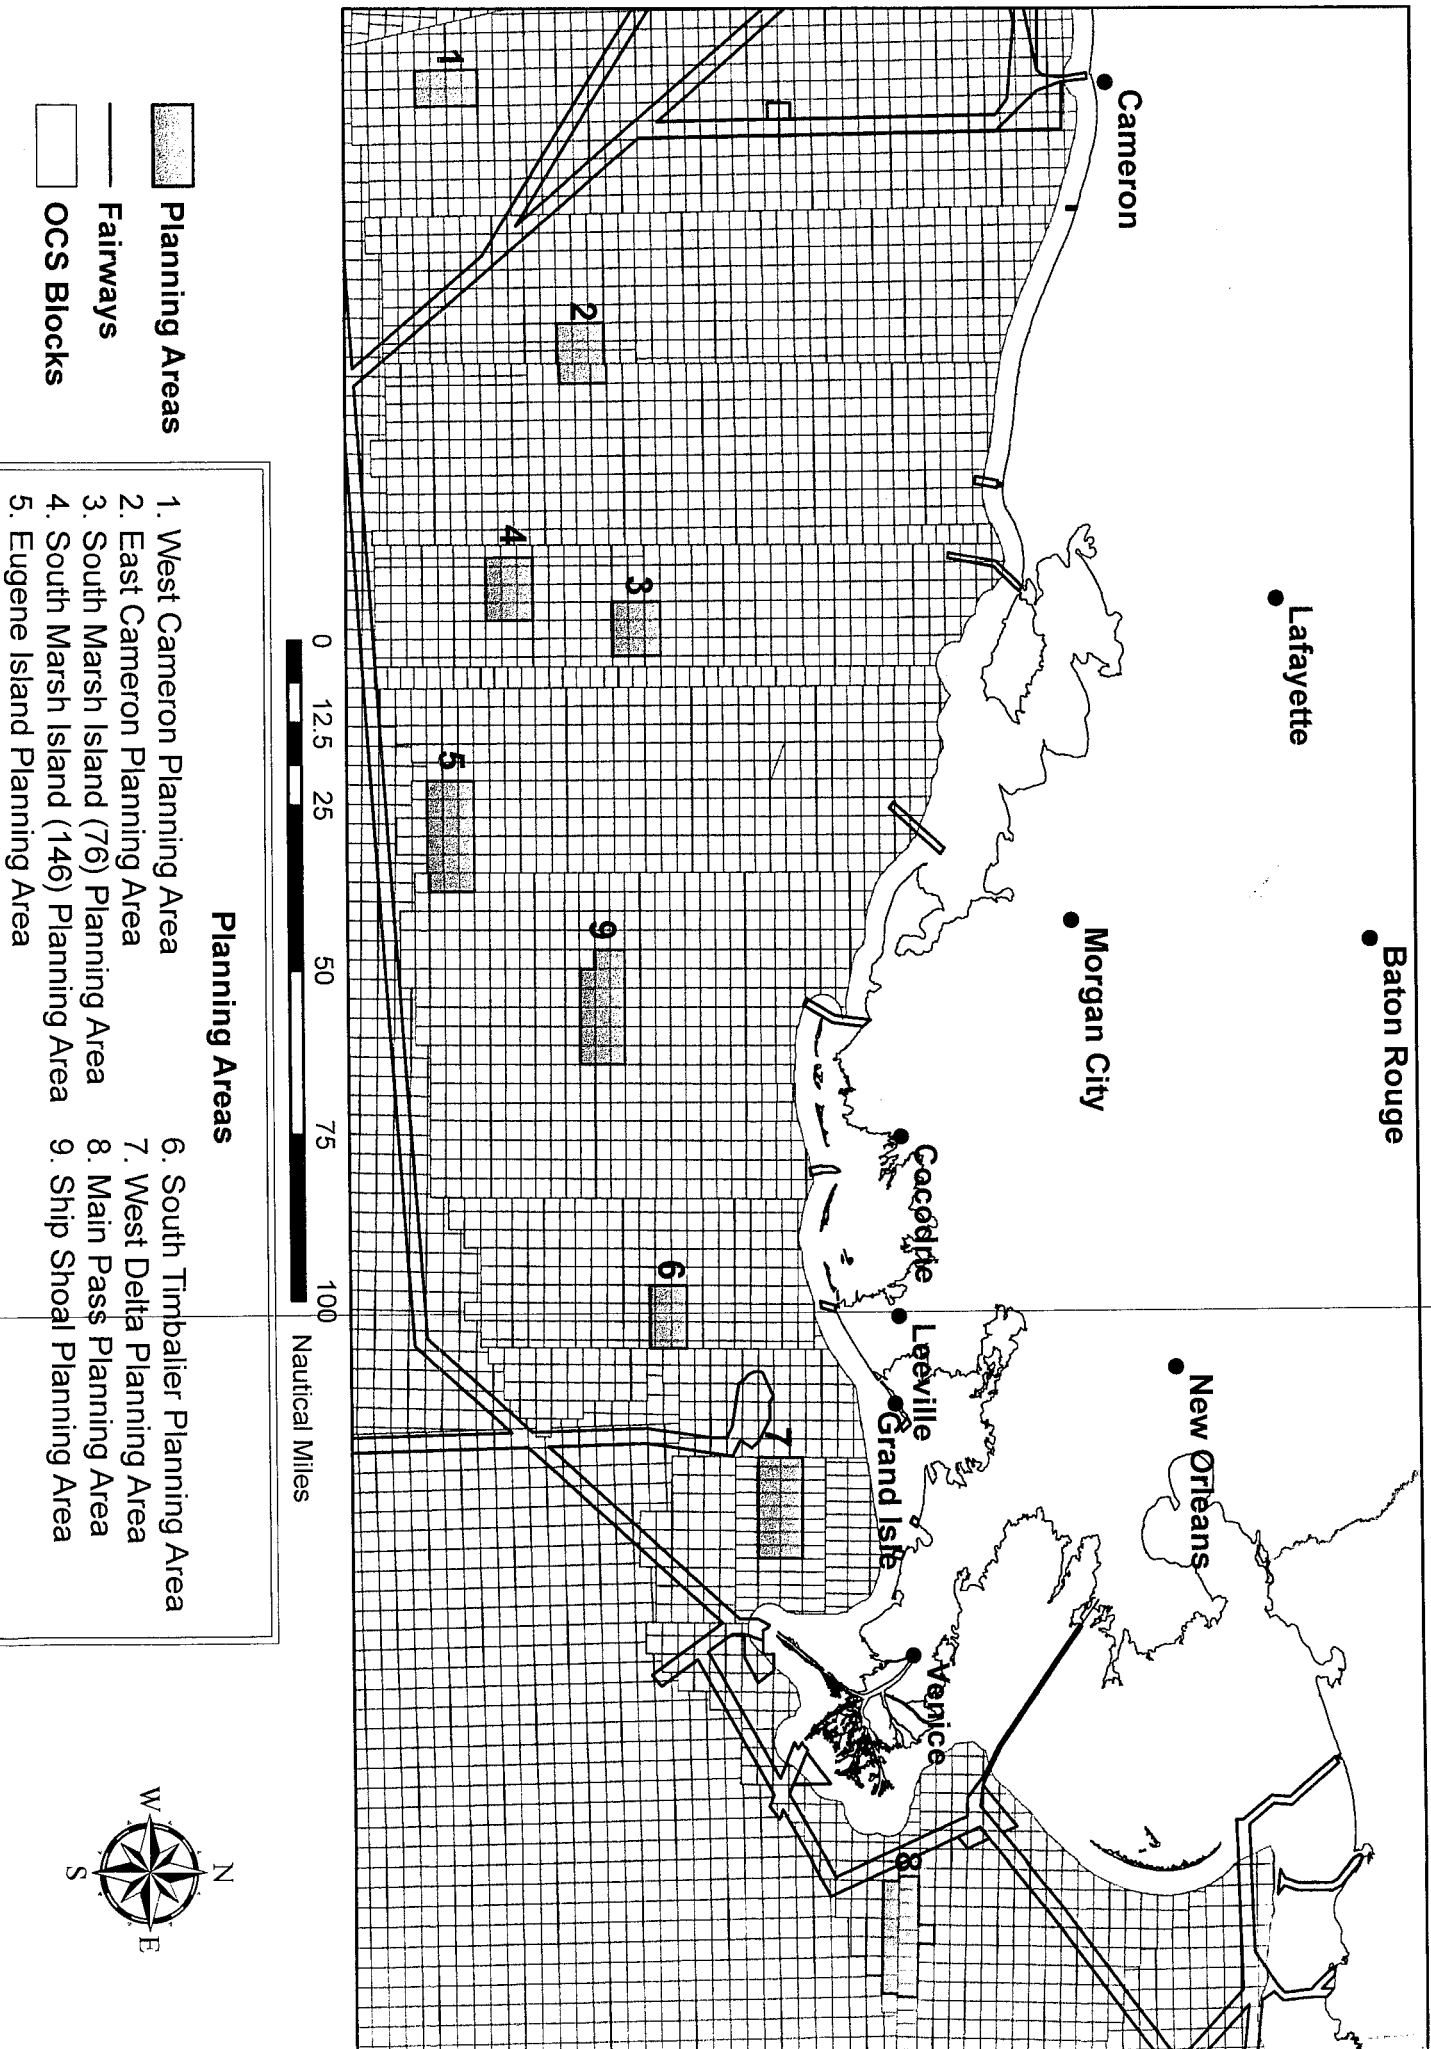 Cameron
Lafayette
Baton Rouge
Morgan City
Cocodrie
Leeville
Grand Isle
New Orleans
Venice
1
2
3
4
5
6
7
8
9
0 12.5 25 50 75 100
Nautical Miles
Planning Areas
Fairways
OCS Blocks
Planning Areas
1. West Cameron Planning Area
2. East Cameron Planning Area
3. South Marsh Island (76) Planning Area
4. South Marsh Island (146) Planning Area
5. Eugene Island Planning Area
6. South Timbalier Planning Area
7. West Delta Planning Area
8. Main Pass Planning Area
9. Ship Shoal Planning Area
N
W
E
S